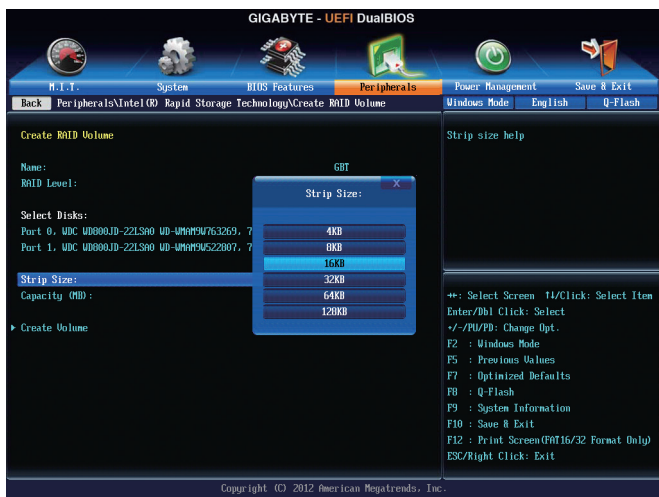 GIGABYTE - UEFI DualBIOS
M.I.T. System BIOS Features Peripherals Power Management Save & Exit
Back Peripherals\Intel(R) Rapid Storage Technology\Create RAID Volume Windows Mode English Q-Flash
Create RAID Volume
Strip size help
Name: GBT
RAID Level:
Strip Size: X
Select Disks:
Port 0, WDC WD800JD-22LSA0 WD-WMAM9W763269, 7
Port 1, WDC WD800JD-22LSA0 WD-WMAM9W522807, 7
4KB
8KB
16KB
32KB
64KB
128KB
Strip Size:
Capacity (MB) :
Create Volume
→←: Select Screen ↑↓/Click: Select Item
Enter/Dbl Click: Select
+/-/PU/PD: Change Opt.
F2 : Windows Mode
F5 : Previous Values
F7 : Optimized Defaults
F8 : Q-Flash
F9 : System Information
F10 : Save & Exit
F12 : Print Screen(FAT16/32 Format Only)
ESC/Right Click: Exit
Copyright (C) 2012 American Megatrends, Inc.